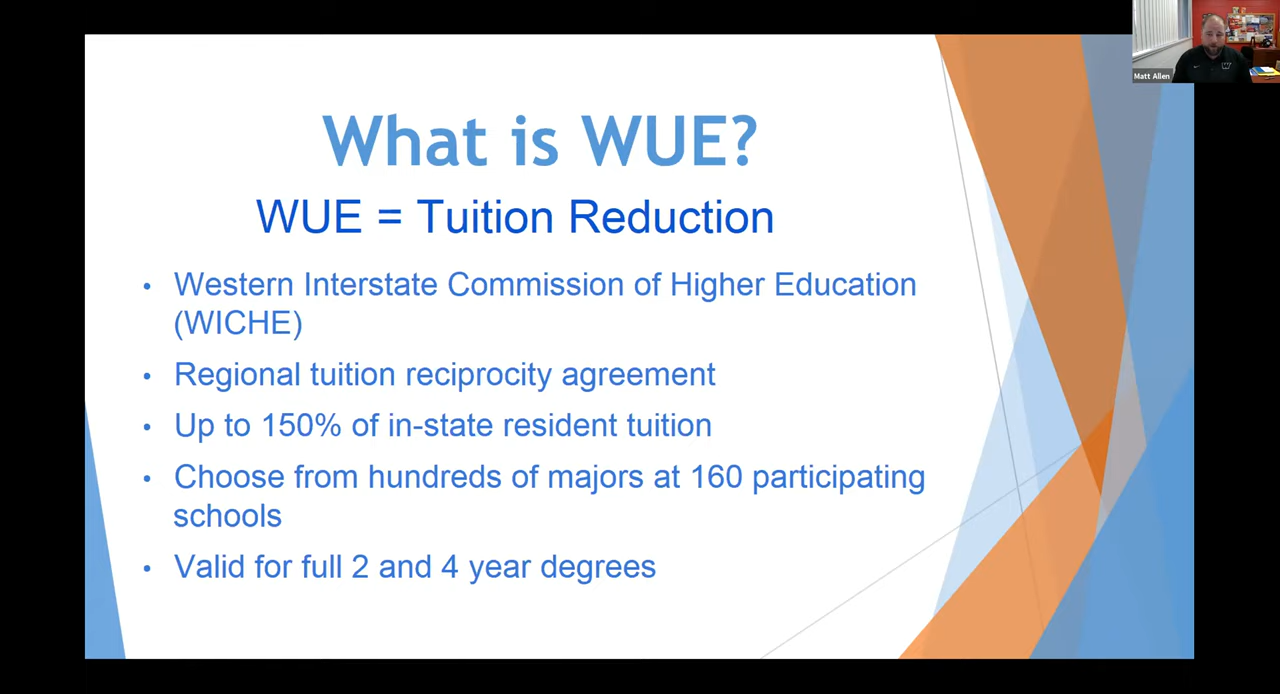 Matt Allen
What is WUE?
WUE = Tuition Reduction
• Western Interstate Commission of Higher Education
(WICHE)
• Regional tuition reciprocity agreement
• Up to 150% of in-state resident tuition
• Choose from hundreds of majors at 160 participating
schools
• Valid for full 2 and 4 year degrees